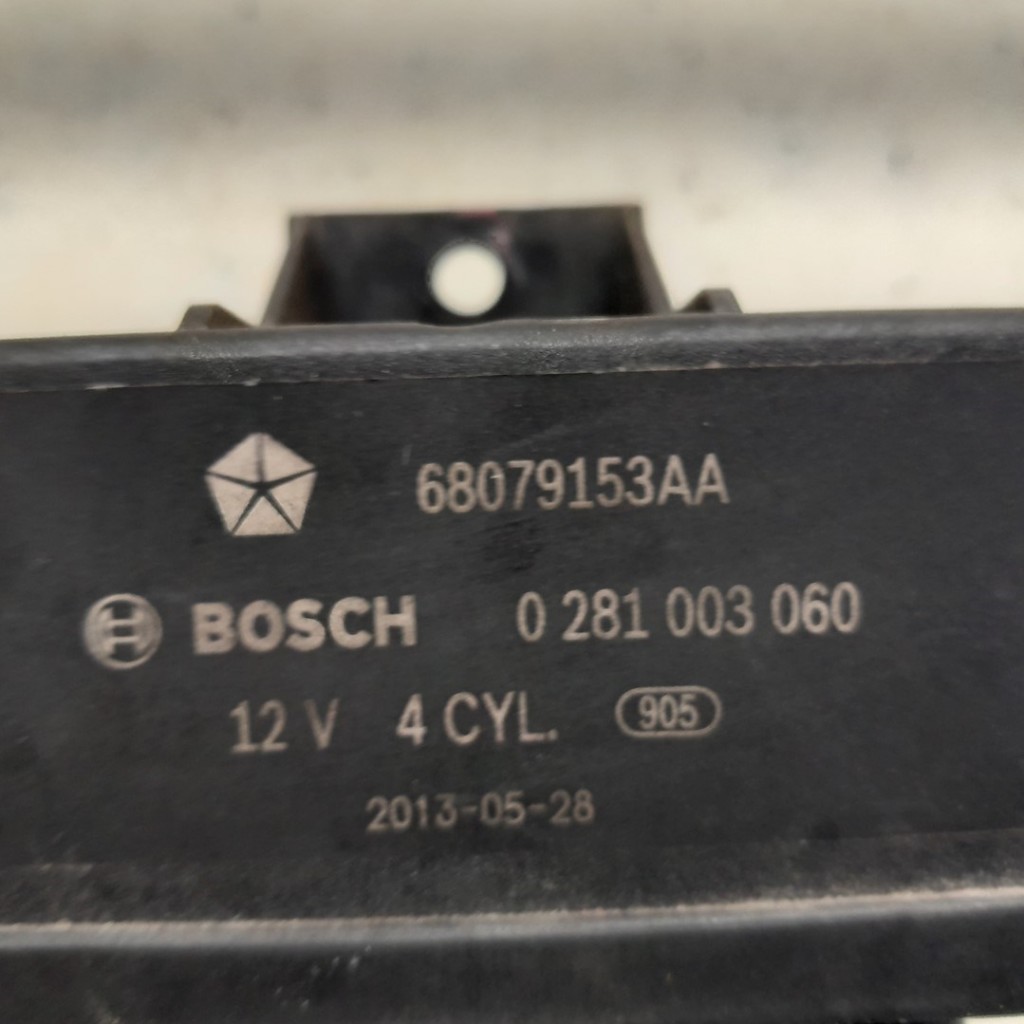 68079153AA
BOSCH 0 281 003 060
12 V 4 CYL. 905
2013-05-28